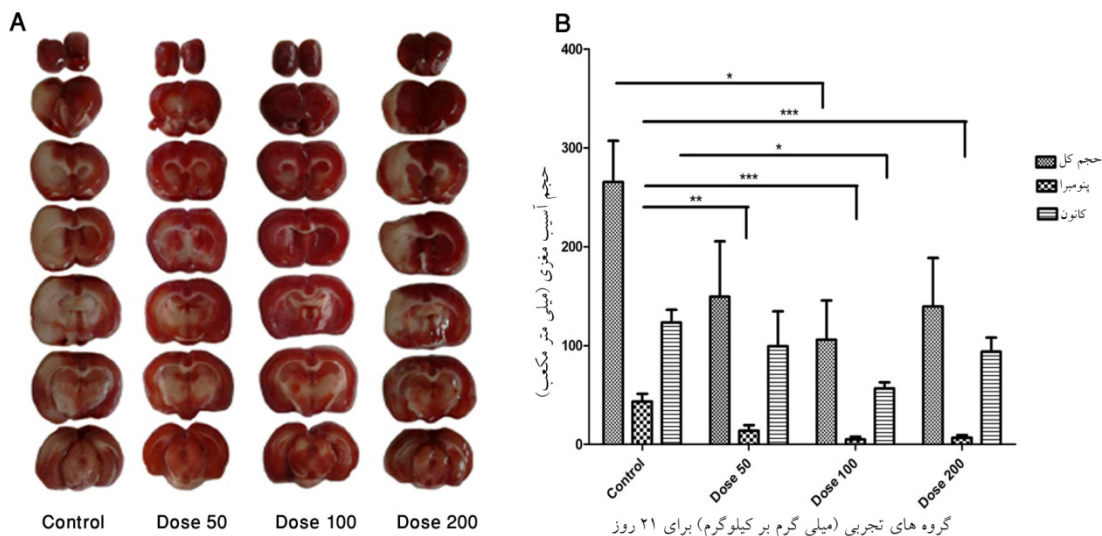 A
Control
Dose 50
Dose 100
Dose 200
B
400
300
200
100
0
*
***
*
***
**
حجم آسیب مغزی (میلی متر مکعب)
Control
Dose 50
Dose 100
Dose 200
گروه های تجربی (میلی گرم بر کیلوگرم) برای ۲۱ روز
حجم کل
پنومبرا
کانون